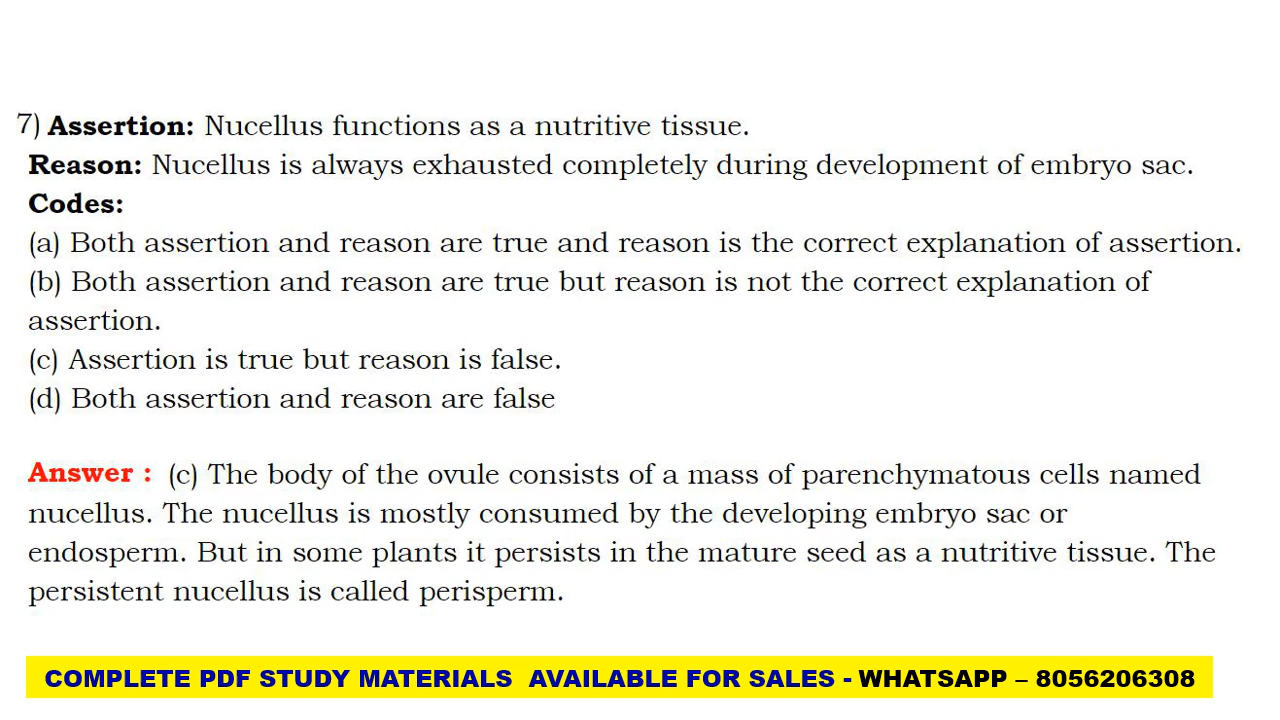 7) Assertion: Nucellus functions as a nutritive tissue.
Reason: Nucellus is always exhausted completely during development of embryo sac.
Codes:
(a) Both assertion and reason are true and reason is the correct explanation of assertion.
(b) Both assertion and reason are true but reason is not the correct explanation of
assertion.
(c) Assertion is true but reason is false.
(d) Both assertion and reason are false
Answer : (c) The body of the ovule consists of a mass of parenchymatous cells named
nucellus. The nucellus is mostly consumed by the developing embryo sac or
endosperm. But in some plants it persists in the mature seed as a nutritive tissue. The
persistent nucellus is called perisperm.
COMPLETE PDF STUDY MATERIALS AVAILABLE FOR SALES - WHATSAPP – 8056206308